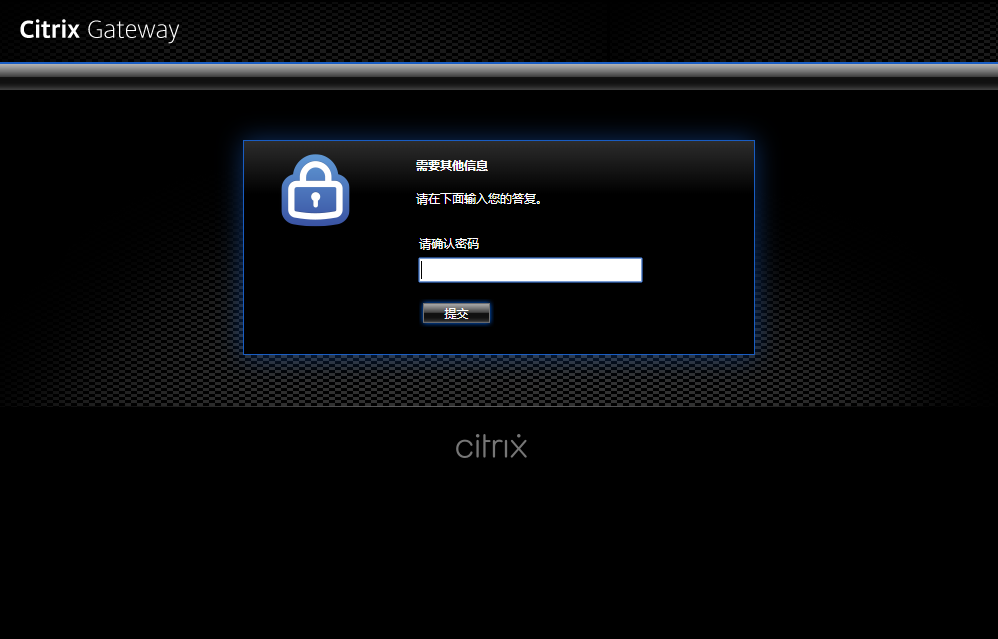 Citrix Gateway
需要其他信息
请在下面输入您的答复。
请确认密码
提交
citrix